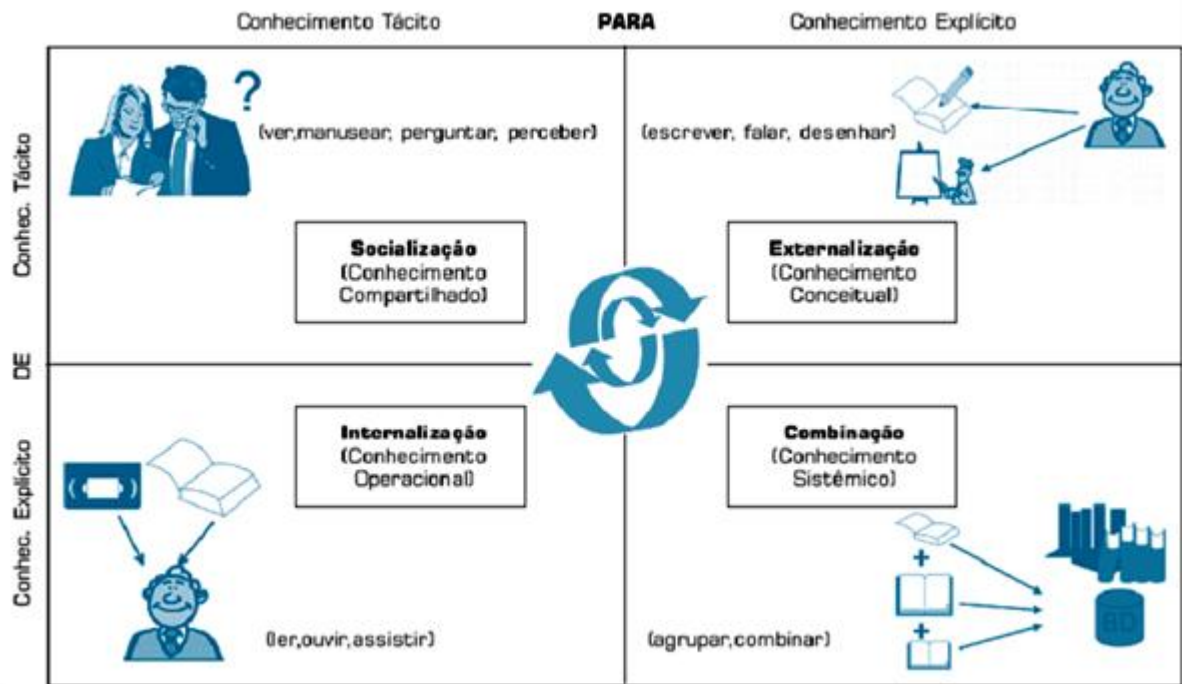 Conhecimento Tácito PARA Conhecimento Explícito
Conhec. Tácito
?
(ver,manusear, perguntar, perceber)
(escrever, falar, desenhar)
Socialização
(Conhecimento
Compartilhado)
Externalização
(Conhecimento
Conceitual)
DE
Conhec. Explícito
Internalização
(Conhecimento
Operacional)
Combinação
(Conhecimento
Sistêmico)
+
+
BD
(ler,ouvir,assistir)
(agrupar,combinar)